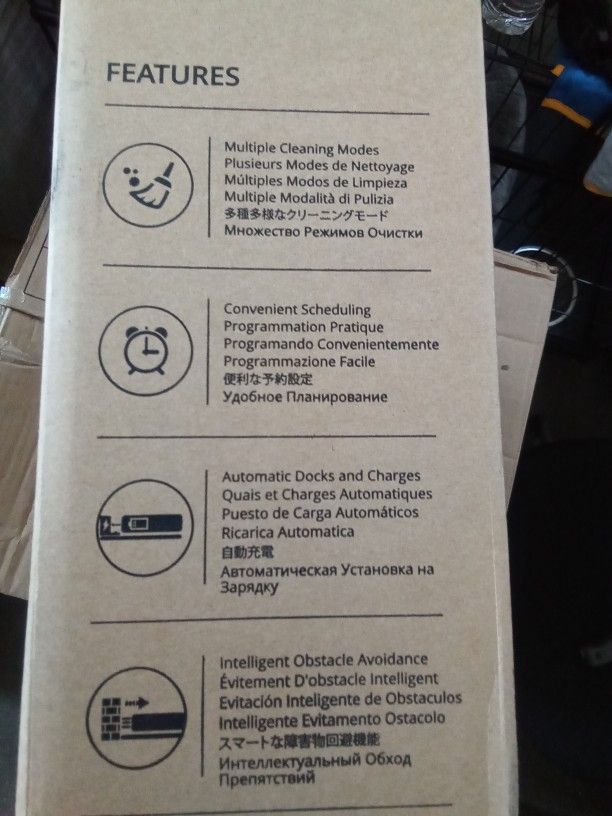 FEATURES
Multiple Cleaning Modes
Plusieurs Modes de Nettoyage
Múltiples Modos de Limpieza
Multiple Modalità di Pulizia
多種多様なクリーニングモード
Множество Режимов Очистки
Convenient Scheduling
Programmation Pratique
Programando Convenientemente
Programmazione Facile
便利な予約設定
Удобное Планирование
Automatic Docks and Charges
Quais et Charges Automatiques
Puesto de Carga Automáticos
Ricarica Automatica
自動充電
Автоматическая Установка на
Зарядку
Intelligent Obstacle Avoidance
Évitement D'obstacle Intelligent
Evitación Inteligente de Obstaculos
Intelligente Evitamento Ostacolo
スマートな障害物回避機能
Интеллектуальный Обход
Препятствий